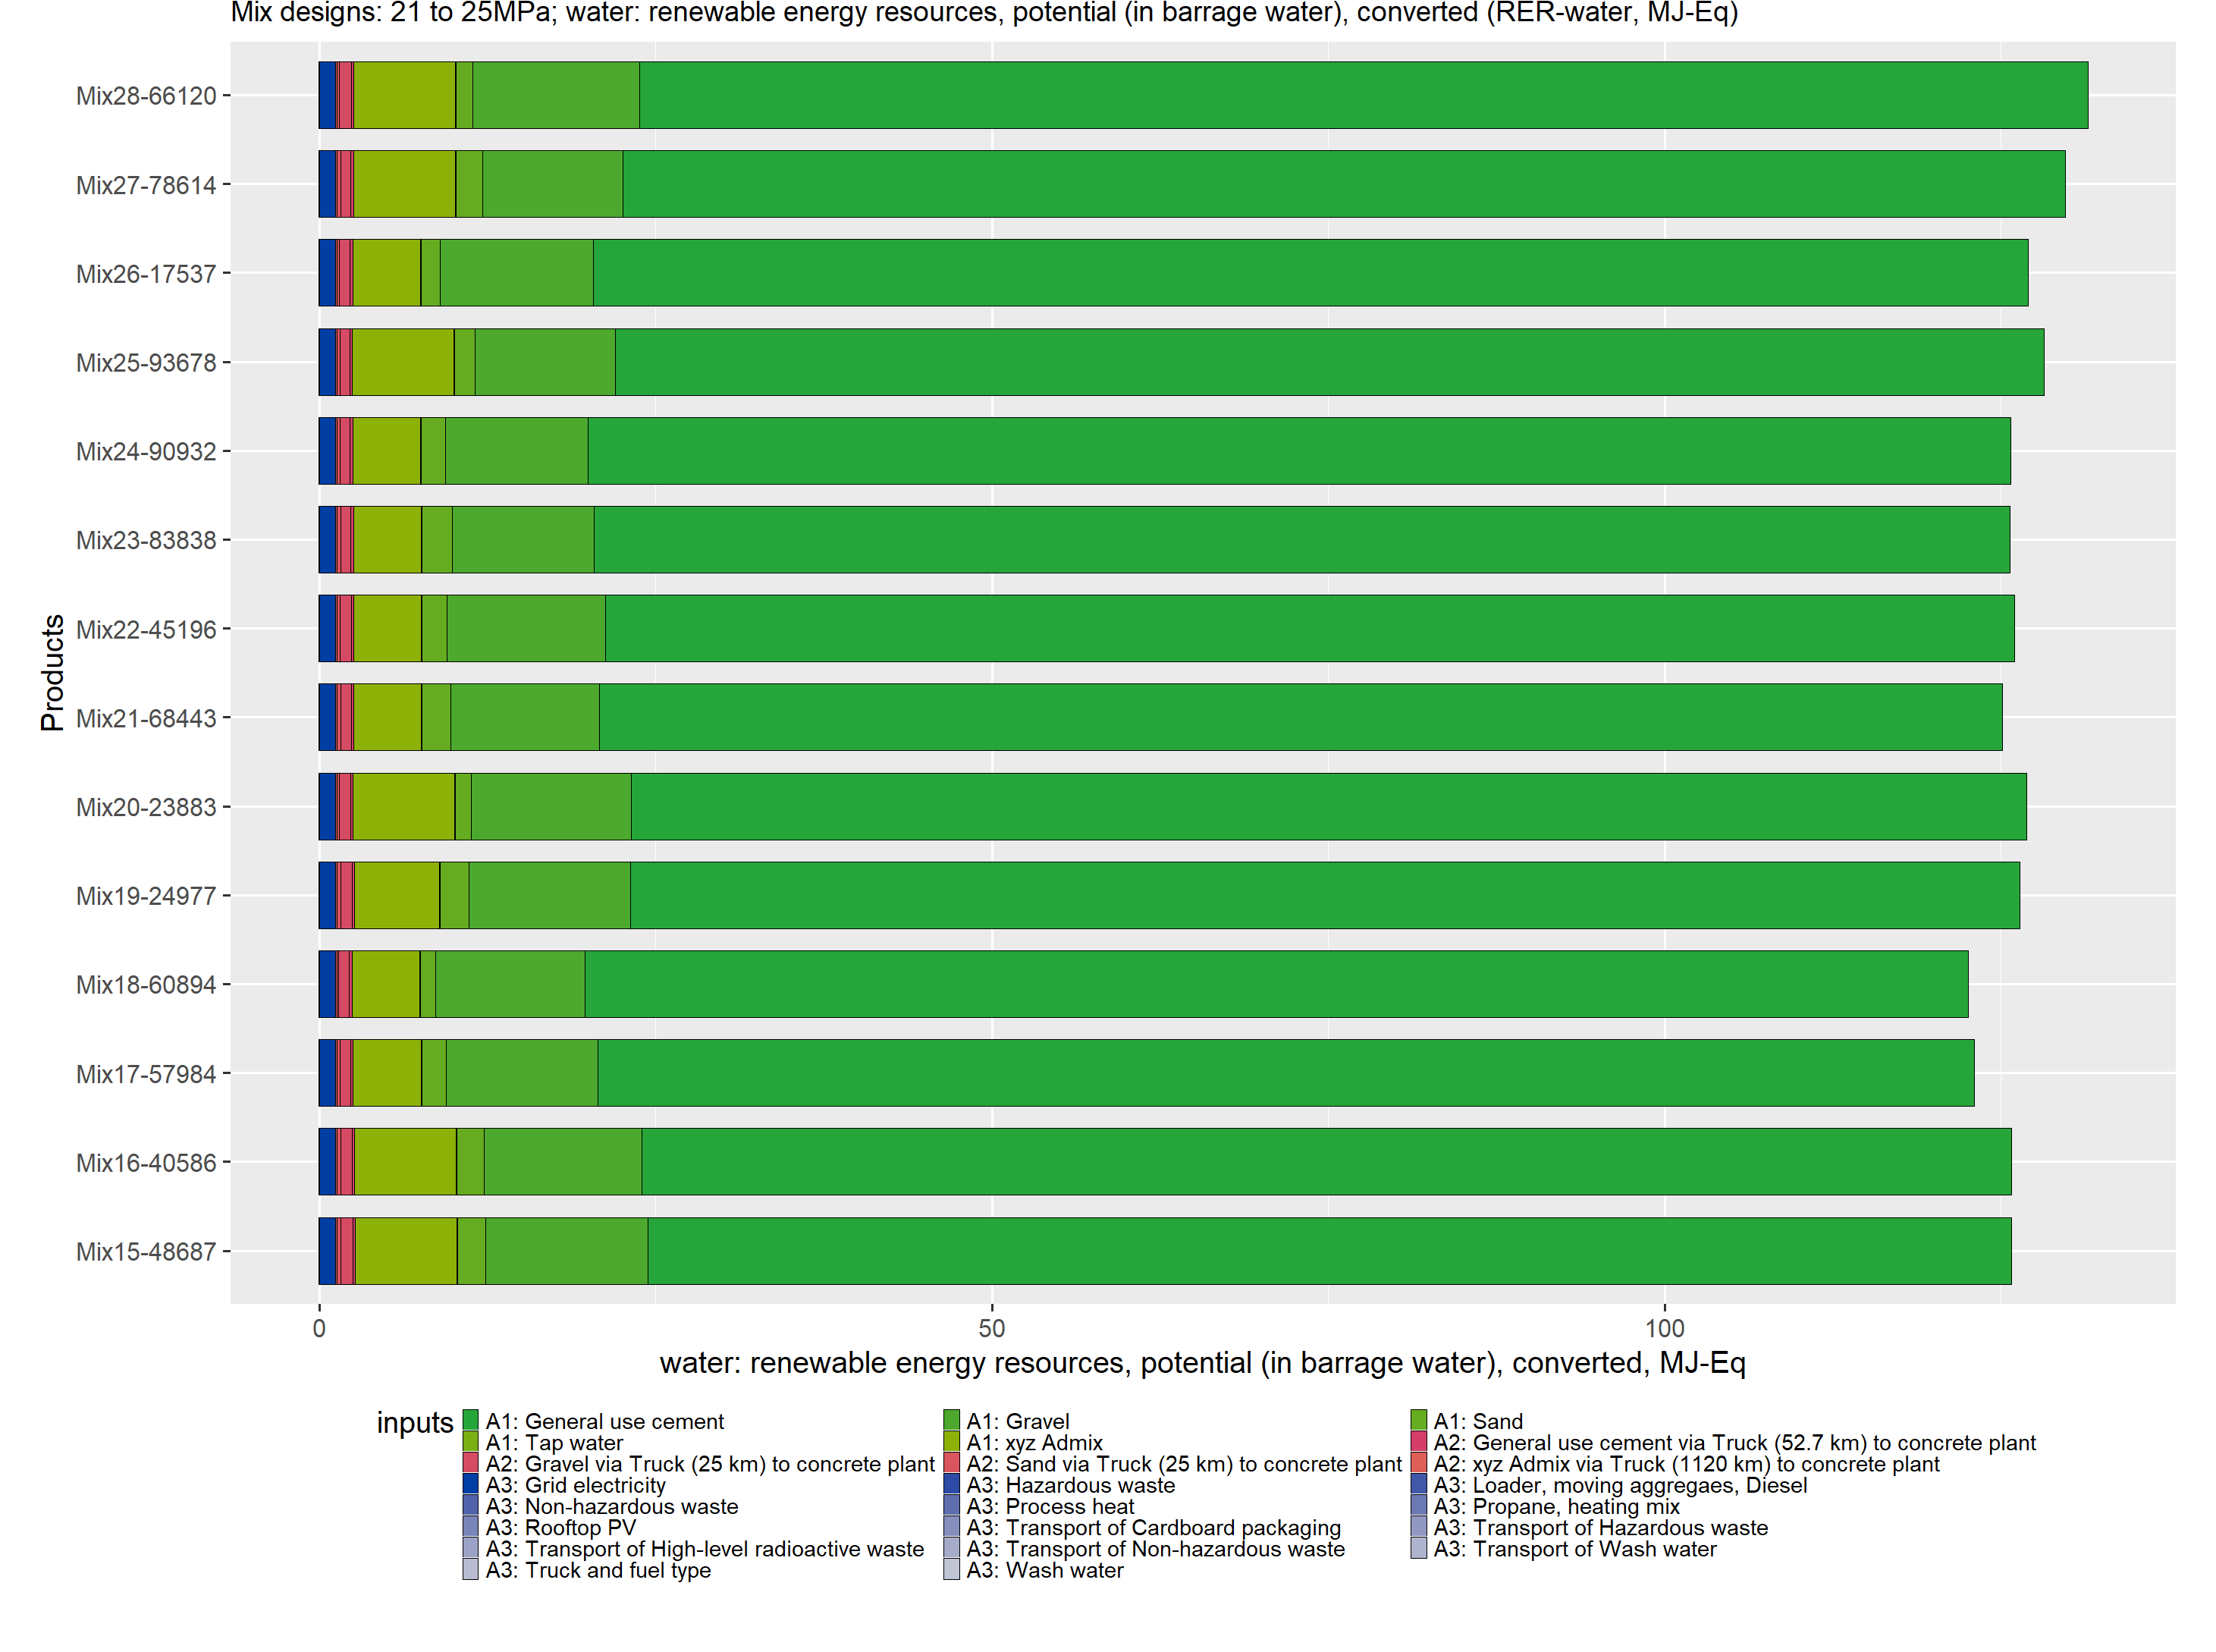 Mix designs: 21 to 25MPa; water: renewable energy resources, potential (in barrage water), converted (RER-water, MJ-Eq)
Products
Mix28-66120
Mix27-78614
Mix26-17537
Mix25-93678
Mix24-90932
Mix23-83838
Mix22-45196
Mix21-68443
Mix20-23883
Mix19-24977
Mix18-60894
Mix17-57984
Mix16-40586
Mix15-48687
0 50 100
water: renewable energy resources, potential (in barrage water), converted, MJ-Eq
inputs
A1: General use cement A1: Gravel A1: Sand
A1: Tap water A1: xyz Admix A2: General use cement via Truck (52.7 km) to concrete plant
A2: Gravel via Truck (25 km) to concrete plant A2: Sand via Truck (25 km) to concrete plant A2: xyz Admix via Truck (1120 km) to concrete plant
A3: Grid electricity A3: Hazardous waste A3: Loader, moving aggregaes, Diesel
A3: Non-hazardous waste A3: Process heat A3: Propane, heating mix
A3: Rooftop PV A3: Transport of Cardboard packaging A3: Transport of Hazardous waste
A3: Transport of High-level radioactive waste A3: Transport of Non-hazardous waste A3: Transport of Wash water
A3: Truck and fuel type A3: Wash water